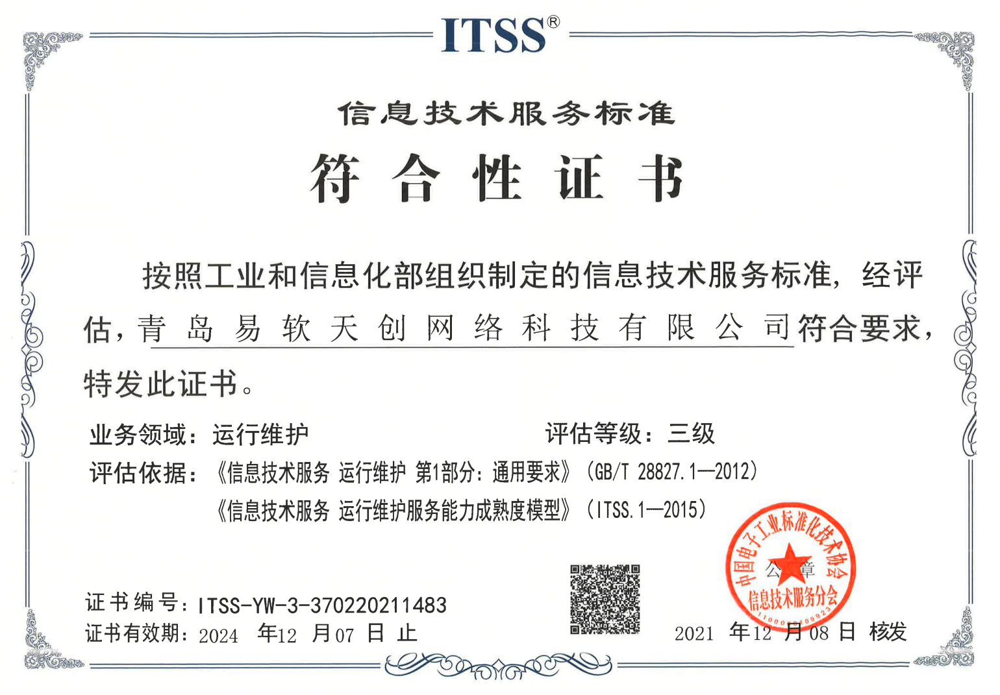 ITSS®
信息技术服务标准
符合性证书
按照工业和信息化部组织制定的信息技术服务标准，经评
估，青岛易软天创网络科技有限公司符合要求，
特发此证书。
业务领域：运行维护 评估等级：三级
评估依据：《信息技术服务 运行维护 第1部分：通用要求》（GB/T 28827.1—2012）
《信息技术服务 运行维护服务能力成熟度模型》（ITSS.1—2015）
中国电子工业标准化技术协会
公章
信息技术服务分会
证书编号：ITSS-YW-3-370220211483
证书有效期：2024 年12 月07 日 止
2021 年12 月08 日 核发